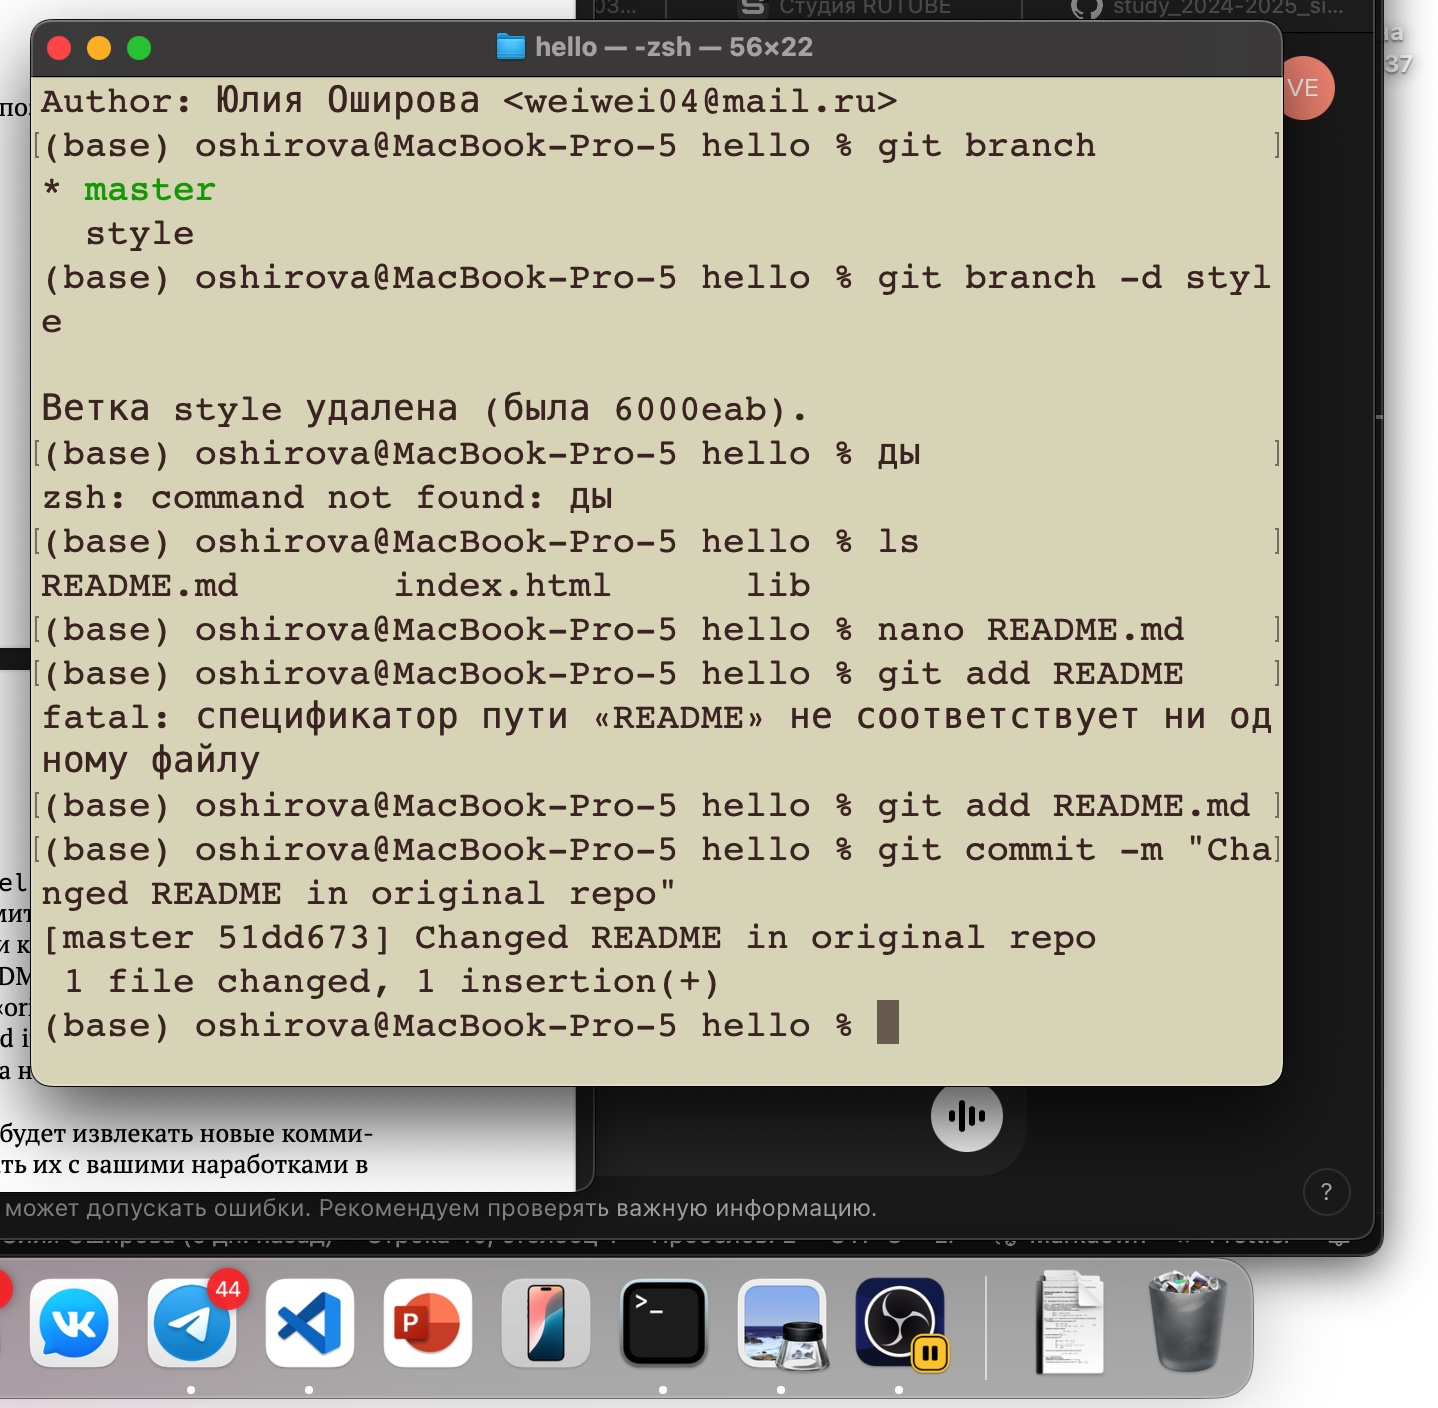 03...
Студия RUTUBE
study_2024-2025_si...
hello — -zsh — 56×22
37
VE
Author: Юлия Оширова <weiwei04@mail.ru>
(base) oshirova@MacBook-Pro-5 hello % git branch
* master
style
(base) oshirova@MacBook-Pro-5 hello % git branch -d styl
e
Ветка style удалена (была 6000eab).
(base) oshirova@MacBook-Pro-5 hello % ды
zsh: command not found: ды
(base) oshirova@MacBook-Pro-5 hello % ls
README.md index.html lib
(base) oshirova@MacBook-Pro-5 hello % nano README.md
(base) oshirova@MacBook-Pro-5 hello % git add README
fatal: спецификатор пути «README» не соответствует ни од
ному файлу
(base) oshirova@MacBook-Pro-5 hello % git add README.md
(base) oshirova@MacBook-Pro-5 hello % git commit -m "Cha
nged README in original repo"
[master 51dd673] Changed README in original repo
1 file changed, 1 insertion(+)
(base) oshirova@MacBook-Pro-5 hello %
будет извлекать новые комми-
ть их с вашими наработками в
может допускать ошибки. Рекомендуем проверять важную информацию.
?
44
P